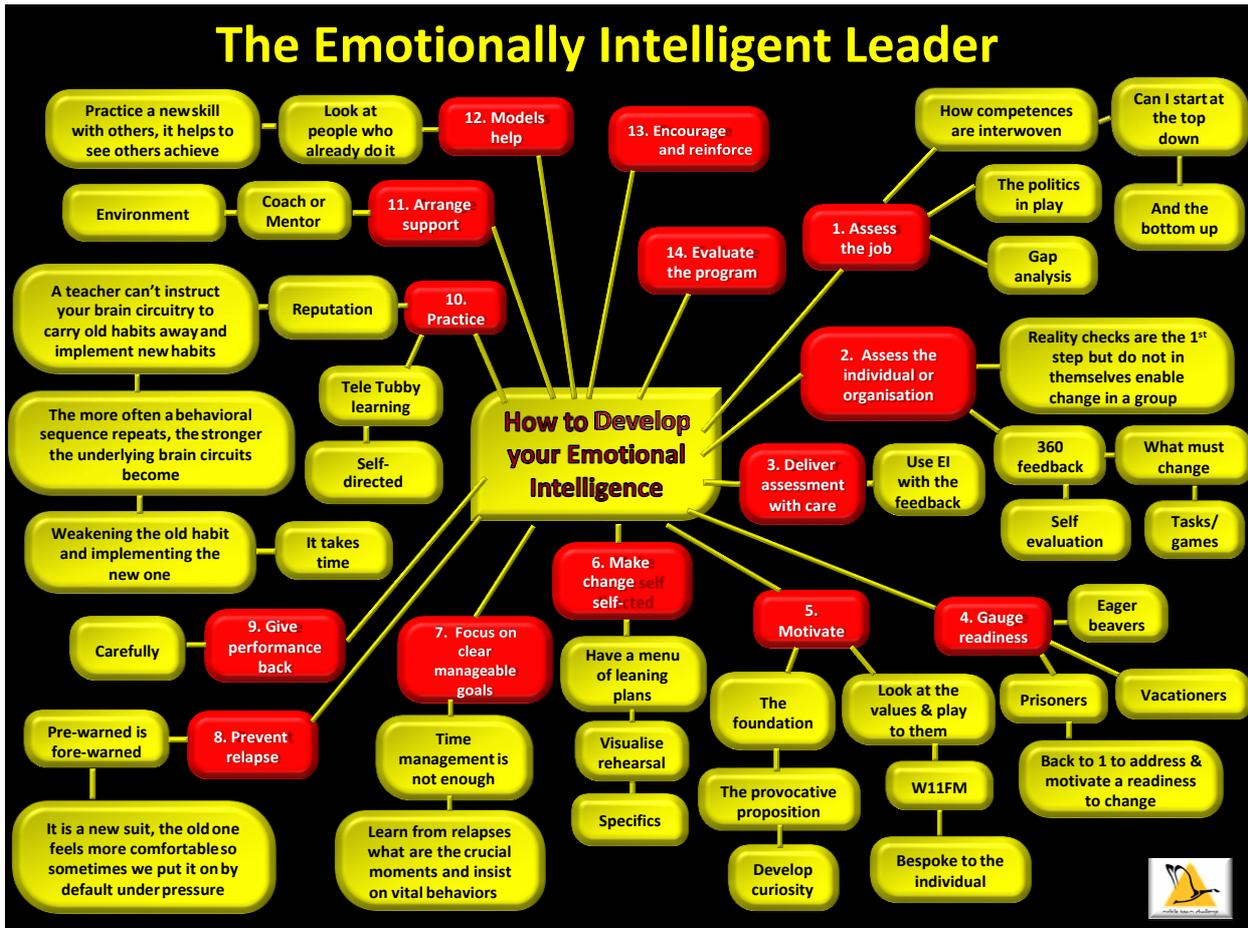 The Emotionally Intelligent Leader
Practice a new skill
with others, it helps to
see others achieve
Look at
people who
already do it
12. Models
help
13. Encourage
and reinforce
How competences
are interwoven
Can I start at
the top
down
And the
bottom up
The politics
in play
Gap
analysis
1. Assess
the job
Environment
Coach or
Mentor
11. Arrange
support
14. Evaluate
the program
A teacher can't instruct
your brain circuitry to
carry old habits away and
implement new habits
Reputation
10.
Practice
Tele Tubby
learning
Self-
directed
The more often a behavioral
sequence repeats, the stronger
the underlying brain circuits
become
Weakening the old habit
and implementing the
new one
It takes
time
How to Develop
your Emotional
Intelligence
2. Assess the
individual or
organisation
Reality checks are the 1st
step but do not in
themselves enable
change in a group
360
feedback
What must
change
Self
evaluation
Tasks/
games
3. Deliver
assessment
with care
Use EI
with the
feedback
4. Gauge
readiness
Eager
beavers
Vacationers
Prisoners
Back to 1 to address &
motivate a readiness
to change
5.
Motivate
The
foundation
The provocative
proposition
Develop
curiosity
Look at the
values & play
to them
W11FM
Bespoke to the
individual
6. Make
change
self-
Have a menu
of leaning
plans
Visualise
rehearsal
Specifics
7. Focus on
clear
manageable
goals
Time
management is
not enough
Learn from relapses
what are the crucial
moments and insist
on vital behaviors
8. Prevent
relapse
Pre-warned is
fore-warned
It is a new suit, the old one
feels more comfortable so
sometimes we put it on by
default under pressure
9. Give
performance
back
Carefully
mobile team challenge